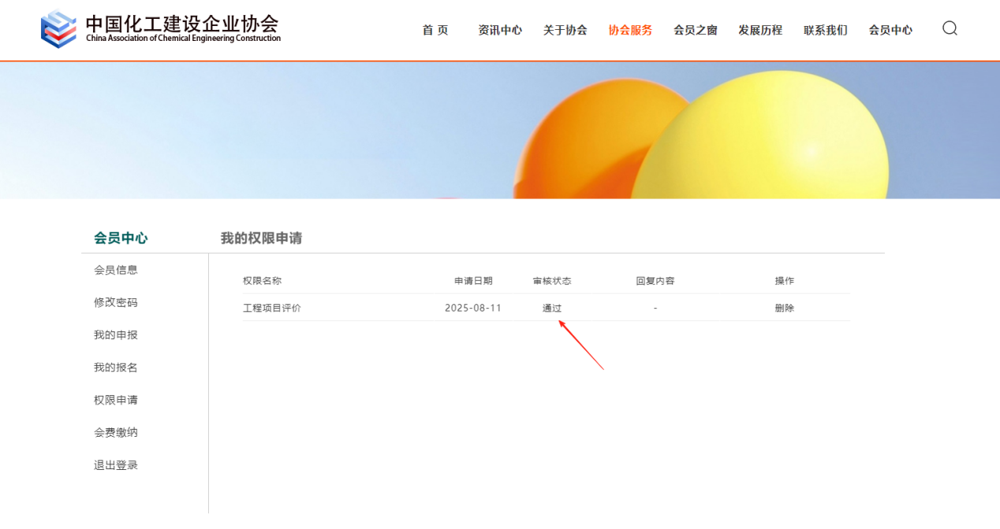 中国化工建设企业协会
China Association of Chemical Engineering Construction
首 页 资讯中心 关于协会 协会服务 会员之窗 发展历程 联系我们 会员中心
会员中心
会员信息
修改密码
我的申报
我的报名
权限申请
会费缴纳
退出登录
我的权限申请
权限名称 申请日期 审核状态 回复内容 操作
工程项目评价 2025-08-11 通过 - 删除